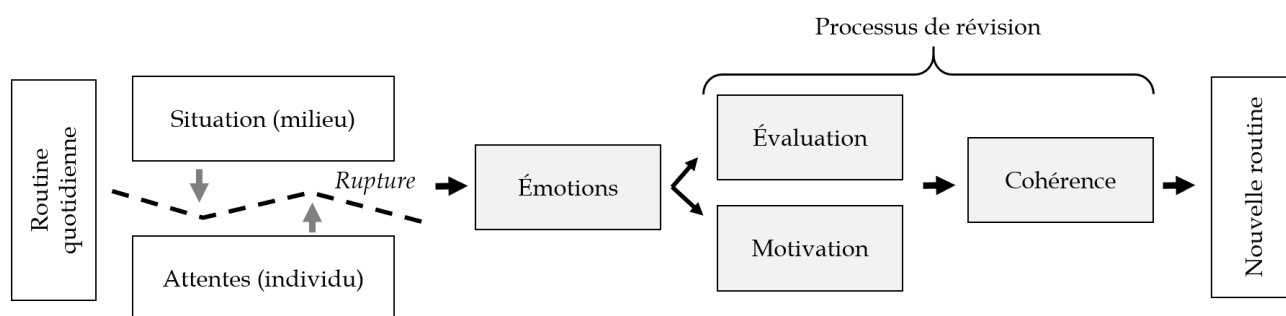 Processus de révision
Routine
quotidienne
Situation (milieu)
Rupture
Attentes (individu)
Émotions
Évaluation
Motivation
Cohérence
Nouvelle routine